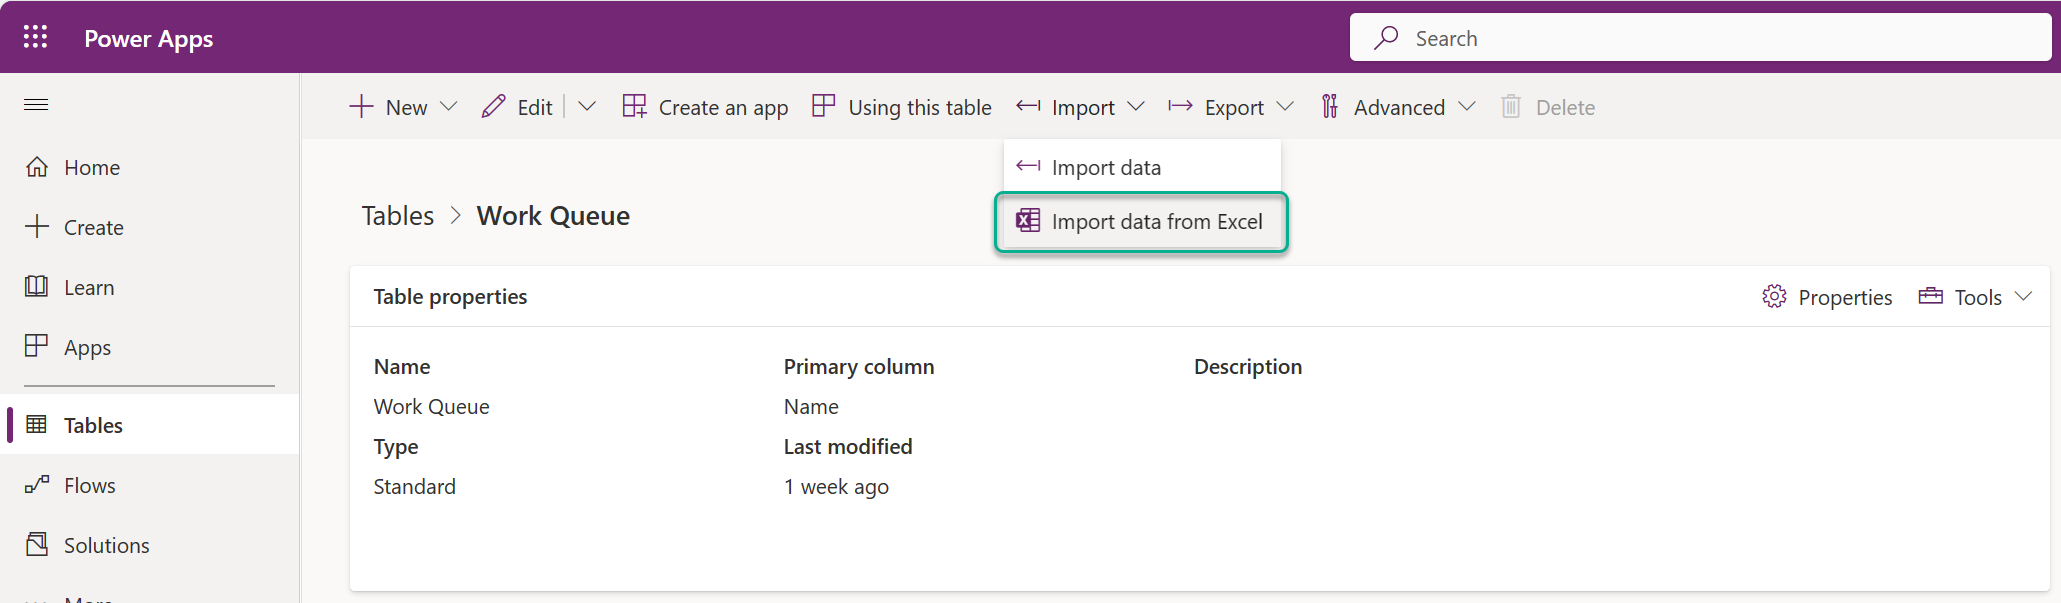 Power Apps
Search
New Edit Create an app Using this table Import Export Advanced Delete
Import data
Import data from Excel
Home
Create
Learn
Apps
Tables
Flows
Solutions
More
Tables > Work Queue
Table properties
Properties Tools
Name Primary column Description
Work Queue Name
Type Last modified
Standard 1 week ago